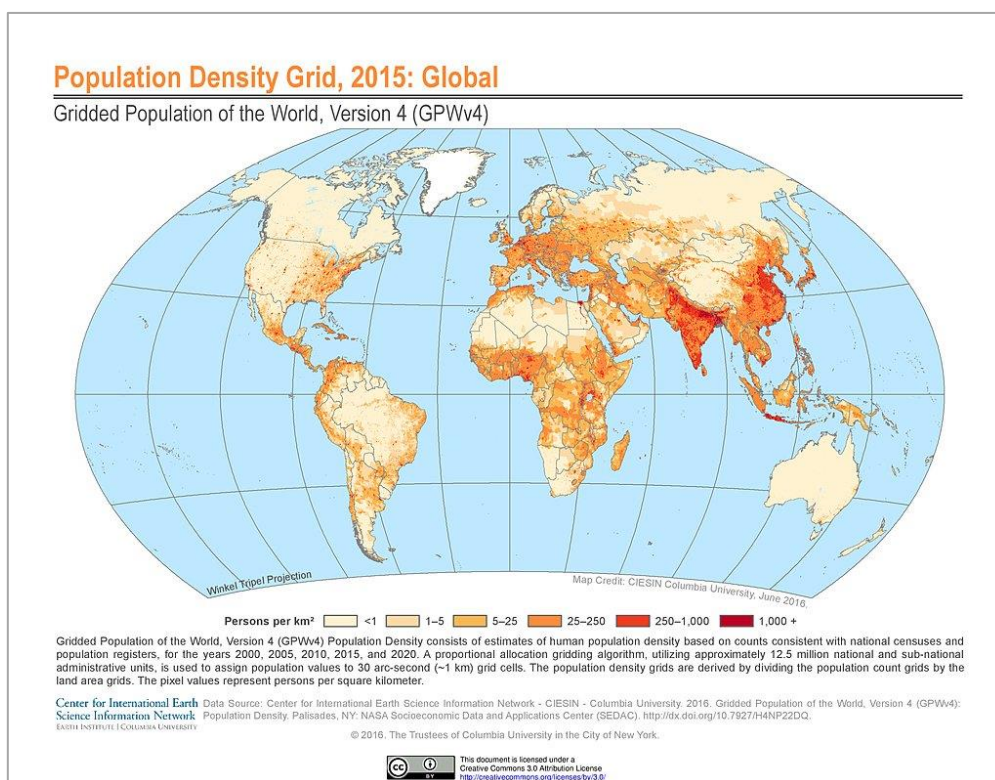 Population Density Grid, 2015: Global
Gridded Population of the World, Version 4 (GPWv4)
Winkel Tripel Projection
Map Credit: CIESIN Columbia University, June 2016.
Persons per km² <1 1–5 5–25 25–250 250–1,000 1,000 +
Gridded Population of the World, Version 4 (GPWv4) Population Density consists of estimates of human population density based on counts consistent with national censuses and
population registers, for the years 2000, 2005, 2010, 2015, and 2020. A proportional allocation gridding algorithm, utilizing approximately 12.5 million national and sub-national
administrative units, is used to assign population values to 30 arc-second (~1 km) grid cells. The population density grids are derived by dividing the population count grids by the
land area grids. The pixel values represent persons per square kilometer.
Center for International Earth
Science Information Network
EARTH INSTITUTE | COLUMBIA UNIVERSITY
Data Source: Center for International Earth Science Information Network - CIESIN - Columbia University. 2016. Gridded Population of the World, Version 4 (GPWv4):
Population Density. Palisades, NY: NASA Socioeconomic Data and Applications Center (SEDAC). http://dx.doi.org/10.7927/H4NP22DQ.
© 2016. The Trustees of Columbia University in the City of New York.
cc BY
This document is licensed under a
Creative Commons 3.0 Attribution License
http://creativecommons.org/licenses/by/3.0/